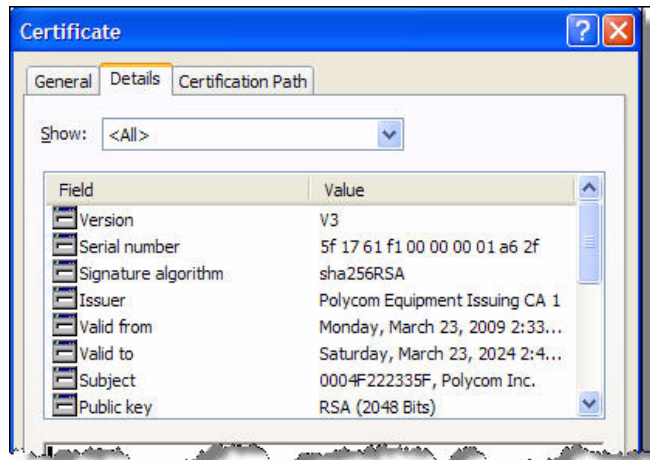 Certificate
General Details Certification Path
Show: <All>
Field Value
Version V3
Serial number 5f 17 61 f1 00 00 00 01 a6 2f
Signature algorithm sha256RSA
Issuer Polycom Equipment Issuing CA 1
Valid from Monday, March 23, 2009 2:33...
Valid to Saturday, March 23, 2024 2:4...
Subject 0004F222335F, Polycom Inc.
Public key RSA (2048 Bits)